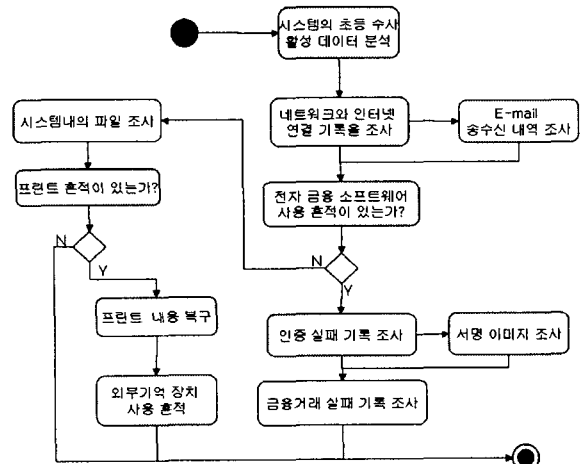 시스템의 초등 수사
활성 데이터 분석
시스템내의 파일 조사
네트워크와 인터넷
연결 기록을 조사
E-mail
송수신 내역 조사
프린트 흔적이 있는가?
전자 금융 소프트웨어
사용 흔적이 있는가?
N
Y
N
Y
프린트 내용 복구
인증 실패 기록 조사
서명 이미지 조사
외부기억 장치
사용 흔적
금융거래 실패 기록 조사